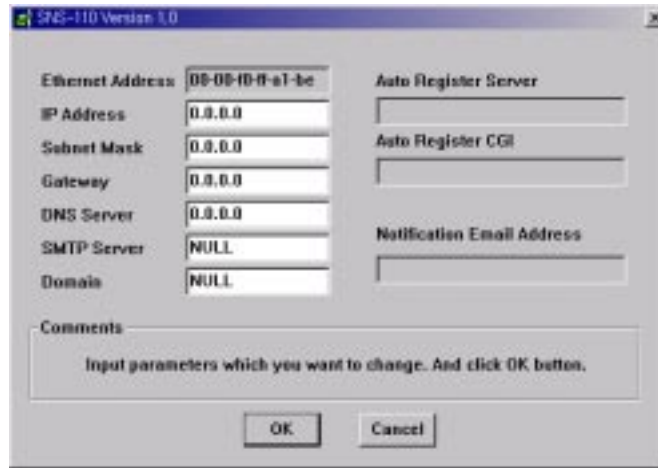 SNS-110 Version 1,0
Ethernet Address 00-00-f0-ff-a1-be
IP Address 0.0.0.0
Subnet Mask 0.0.0.0
Gateway 0.0.0.0
DNS Server 0.0.0.0
SMTP Server NULL
Domain NULL
Auto Register Server
Auto Register CGI
Notification Email Address
Comments
Input parameters which you want to change. And click OK button.
OK
Cancel